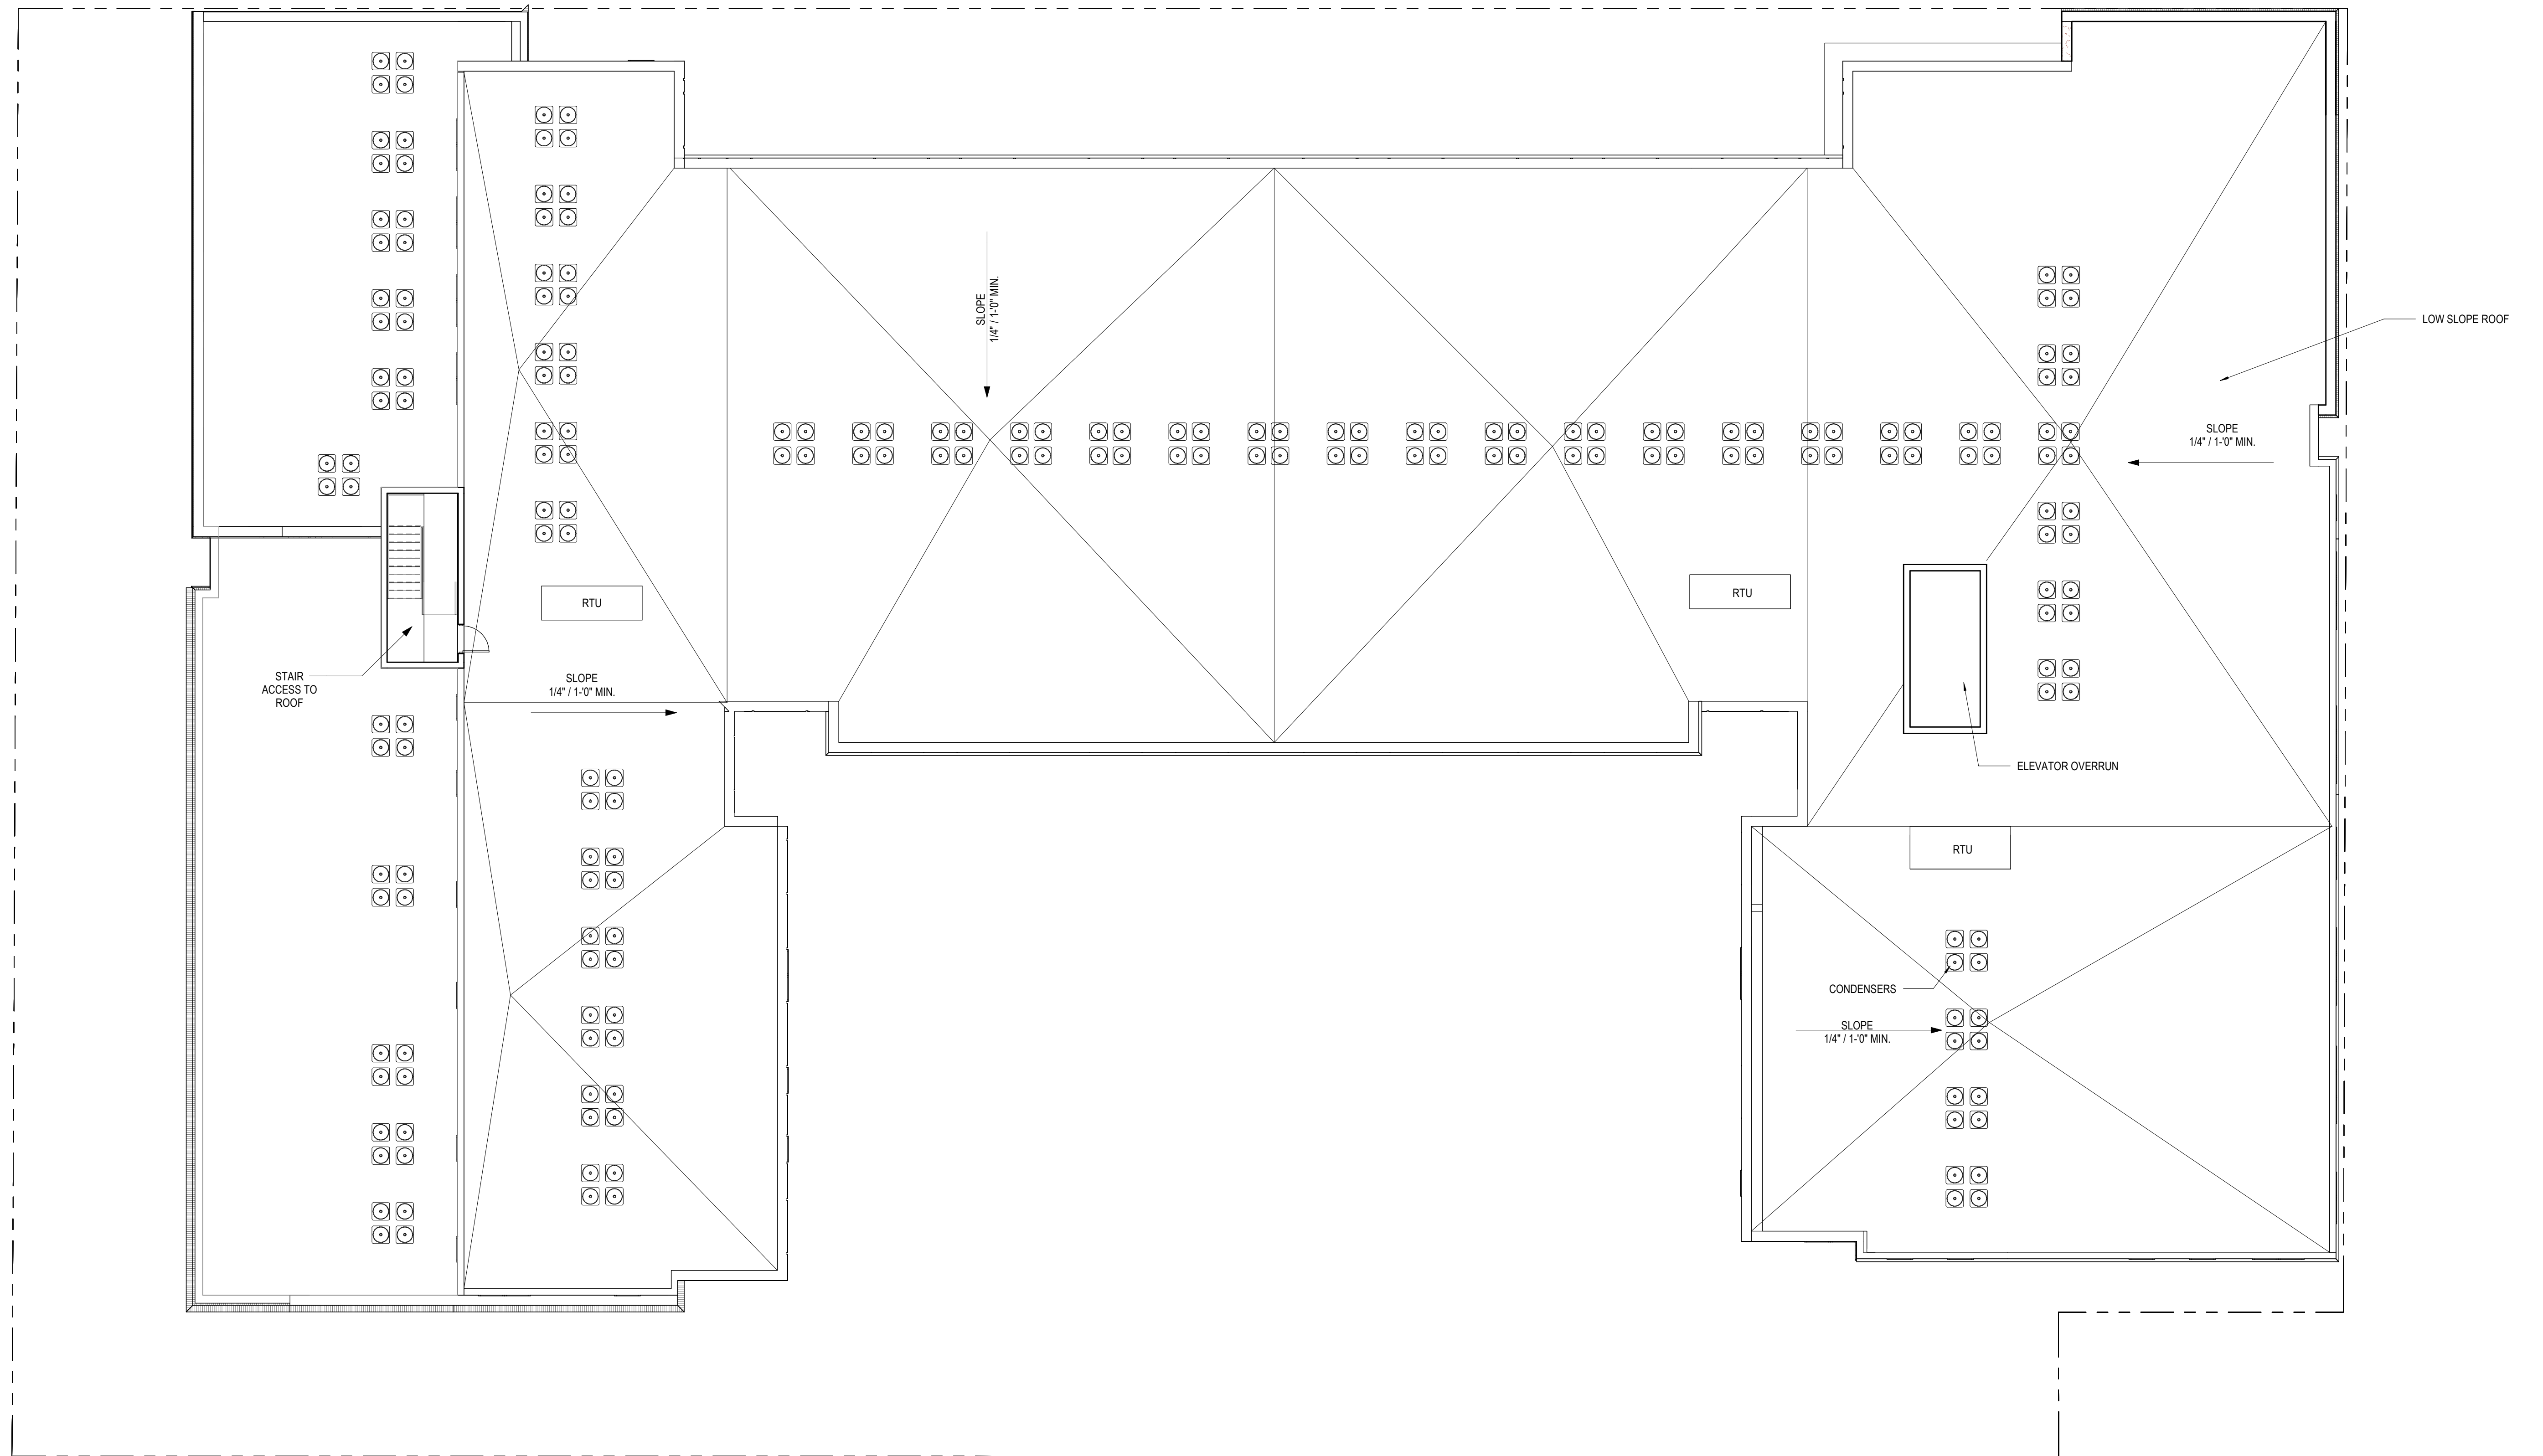 SLOPE
1/4" / 1-'0" MIN.
LOW SLOPE ROOF
SLOPE
1/4" / 1-'0" MIN.
RTU
RTU
STAIR
ACCESS TO
ROOF
SLOPE
1/4" / 1-'0" MIN.
ELEVATOR OVERRUN
RTU
CONDENSERS
SLOPE
1/4" / 1-'0" MIN.